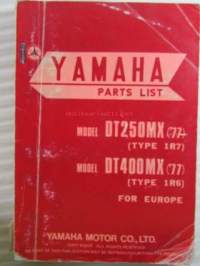 YAMAHA
PARTS LIST
MODEL DT250MX ('77)
(TYPE 1R7)
MODEL DT400MX ('77)
(TYPE 1R6)
FOR EUROPE
YAMAHA MOTOR CO., LTD.